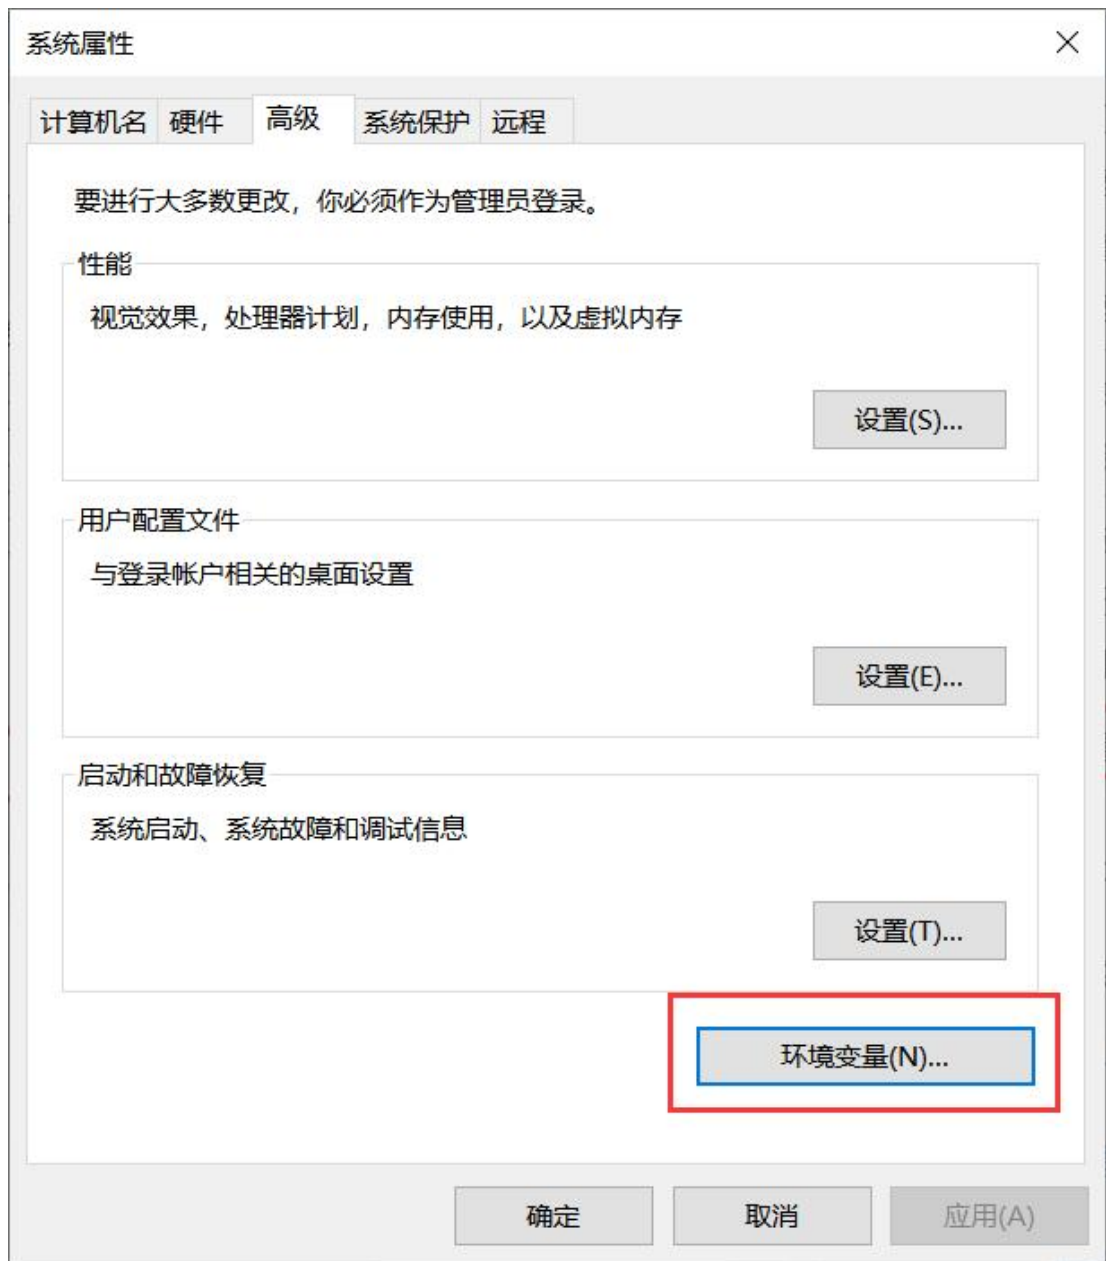 系统属性
计算机名 硬件 高级 系统保护 远程
要进行大多数更改，你必须作为管理员登录。
性能
视觉效果，处理器计划，内存使用，以及虚拟内存
设置(S)...
用户配置文件
与登录帐户相关的桌面设置
设置(E)...
启动和故障恢复
系统启动、系统故障和调试信息
设置(T)...
环境变量(N)...
确定 取消 应用(A)